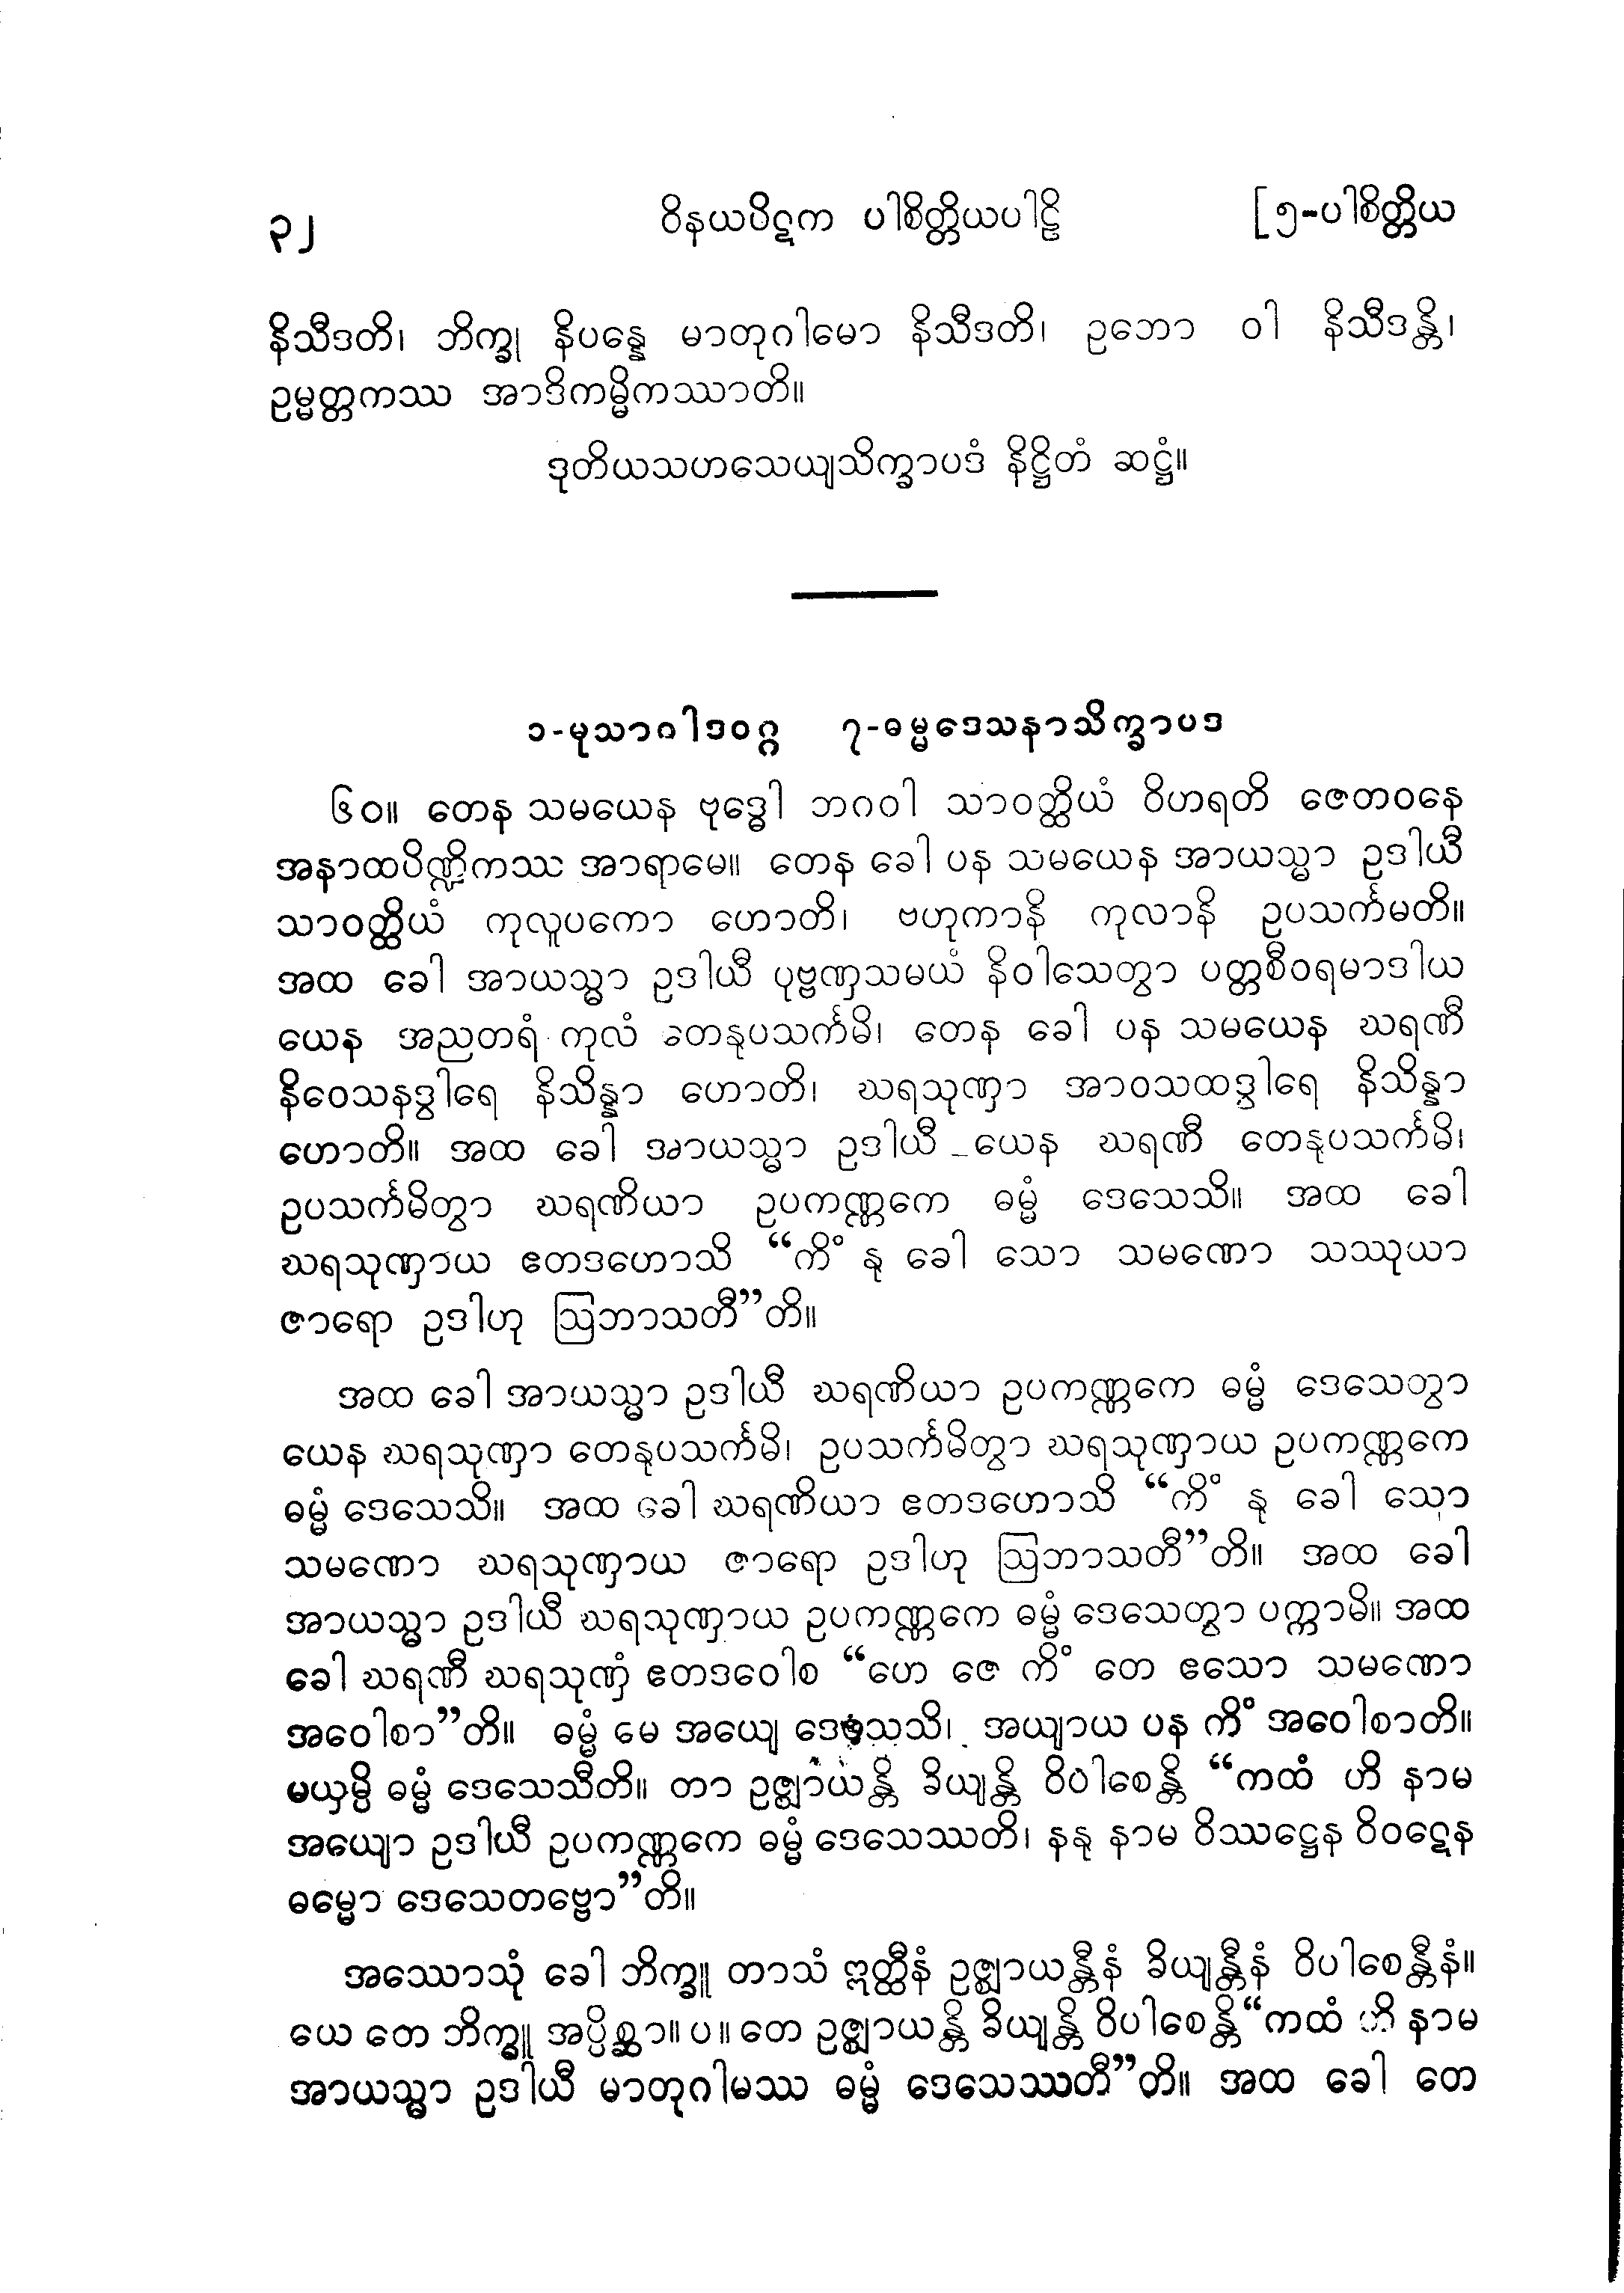 ၃၂ ဝိနယပိဋက ပါစိတ္တိယပါဠိ [၅-ပါစိတ္တိယ
နိသီဒတိ၊ ဘိက္ခု နိပန္နေ မာတုဂါမော နိသီဒတိ၊ ဥဘော ဝါ နိသီဒန္တိ၊
ဥမ္မတ္တကဿ အာဒိကမ္မိကဿာတိ။
ဒုတိယသဟသေယျသိက္ခာပဒံ နိဋ္ဌိတံ ဆဋ္ဌံ။
၁-မုသာဝါဒဝဂ္ဂ ၇-ဓမ္မဒေသနာသိက္ခာပဒ
၆၀။ တေန သမယေန ဗုဒ္ဓေါ ဘဂဝါ သာဝတ္ထိယံ ဝိဟရတိ ဇေတဝနေ
အနာထပိဏ္ဍိကဿ အာရာမေ။ တေန ခေါ ပန သမယေန အာယသ္မာ ဥဒါယီ
သာဝတ္ထိယံ ကုလူပကော ဟောတိ၊ ဗဟုကာနိ ကုလာနိ ဥပသင်္ကမတိ။
အထ ခေါ အာယသ္မာ ဥဒါယီ ပုဗ္ဗဏှသမယံ နိဝါသေတွာ ပတ္တစီဝရမာဒါယ
ယေန အညတရံ ကုလံ တေနုပသင်္ကမိ၊ တေန ခေါ ပန သမယေန ဃရဏီ
နိဝေသနဒွါရေ နိသိန္နာ ဟောတိ၊ ဃရသုဏှာ အာဝသထဒွါရေ နိသိန္နာ
ဟောတိ။ အထ ခေါ အာယသ္မာ ဥဒါယီ ယေန ဃရဏီ တေနုပသင်္ကမိ၊
ဥပသင်္ကမိတွာ ဃရဏိယာ ဥပကဏ္ဏကေ ဓမ္မံ ဒေသေသိ။ အထ ခေါ
ဃရသုဏှာယ ဧတဒဟောသိ “ကိံ နု ခေါ သော သမဏော သဿုယာ
ဇာရော ဥဒါဟု ဩဘာသတီ”တိ။
အထ ခေါ အာယသ္မာ ဥဒါယီ ဃရဏိယာ ဥပကဏ္ဏကေ ဓမ္မံ ဒေသေတွာ
ယေန ဃရသုဏှာ တေနုပသင်္ကမိ၊ ဥပသင်္ကမိတွာ ဃရသုဏှာယ ဥပကဏ္ဏကေ
ဓမ္မံ ဒေသေသိ။ အထ ခေါ ဃရဏိယာ ဧတဒဟောသိ “ကိံ နု ခေါ သော
သမဏော ဃရသုဏှာယ ဇာရော ဥဒါဟု ဩဘာသတီ”တိ။ အထ ခေါ
အာယသ္မာ ဥဒါယီ ဃရသုဏှာယ ဥပကဏ္ဏကေ ဓမ္မံ ဒေသေတွာ ပက္ကာမိ။ အထ
ခေါ ဃရဏီ ဃရသုဏှံ ဧတဒဝေါစ “ဟေ ဇေ ကိံ တေ ဧသော သမဏော
အဝေါစာ”တိ။ ဓမ္မံ မေ အယျေ ဒေသေသိ၊ အယျာယ ပန ကိံ အဝေါစာတိ။
မယှမ္ပိ ဓမ္မံ ဒေသေသီတိ။ တာ ဥဇ္ဈာယန္တိ ခိယျန္တိ ဝိပါစေန္တိ “ကထံ ဟိ နာမ
အယျော ဥဒါယီ ဥပကဏ္ဏကေ ဓမ္မံ ဒေသေဿတိ၊ နနု နာမ ဝိဿဋ္ဌေန ဝိဝဋေန
ဓမ္မော ဒေသေတဗ္ဗော”တိ။
အဿောသုံ ခေါ ဘိက္ခူ တာသံ ဣတ္ထီနံ ဥဇ္ဈာယန္တီနံ ခိယျန္တီနံ ဝိပါစေန္တီနံ။
ယေ တေ ဘိက္ခူ အပ္ပိစ္ဆာ။ ပ။ တေ ဥဇ္ဈာယန္တိ ခိယျန္တိ ဝိပါစေန္တိ “ကထံ ဟိ နာမ
အာယသ္မာ ဥဒါယီ မာတုဂါမဿ ဓမ္မံ ဒေသေဿတီ”တိ။ အထ ခေါ တေ